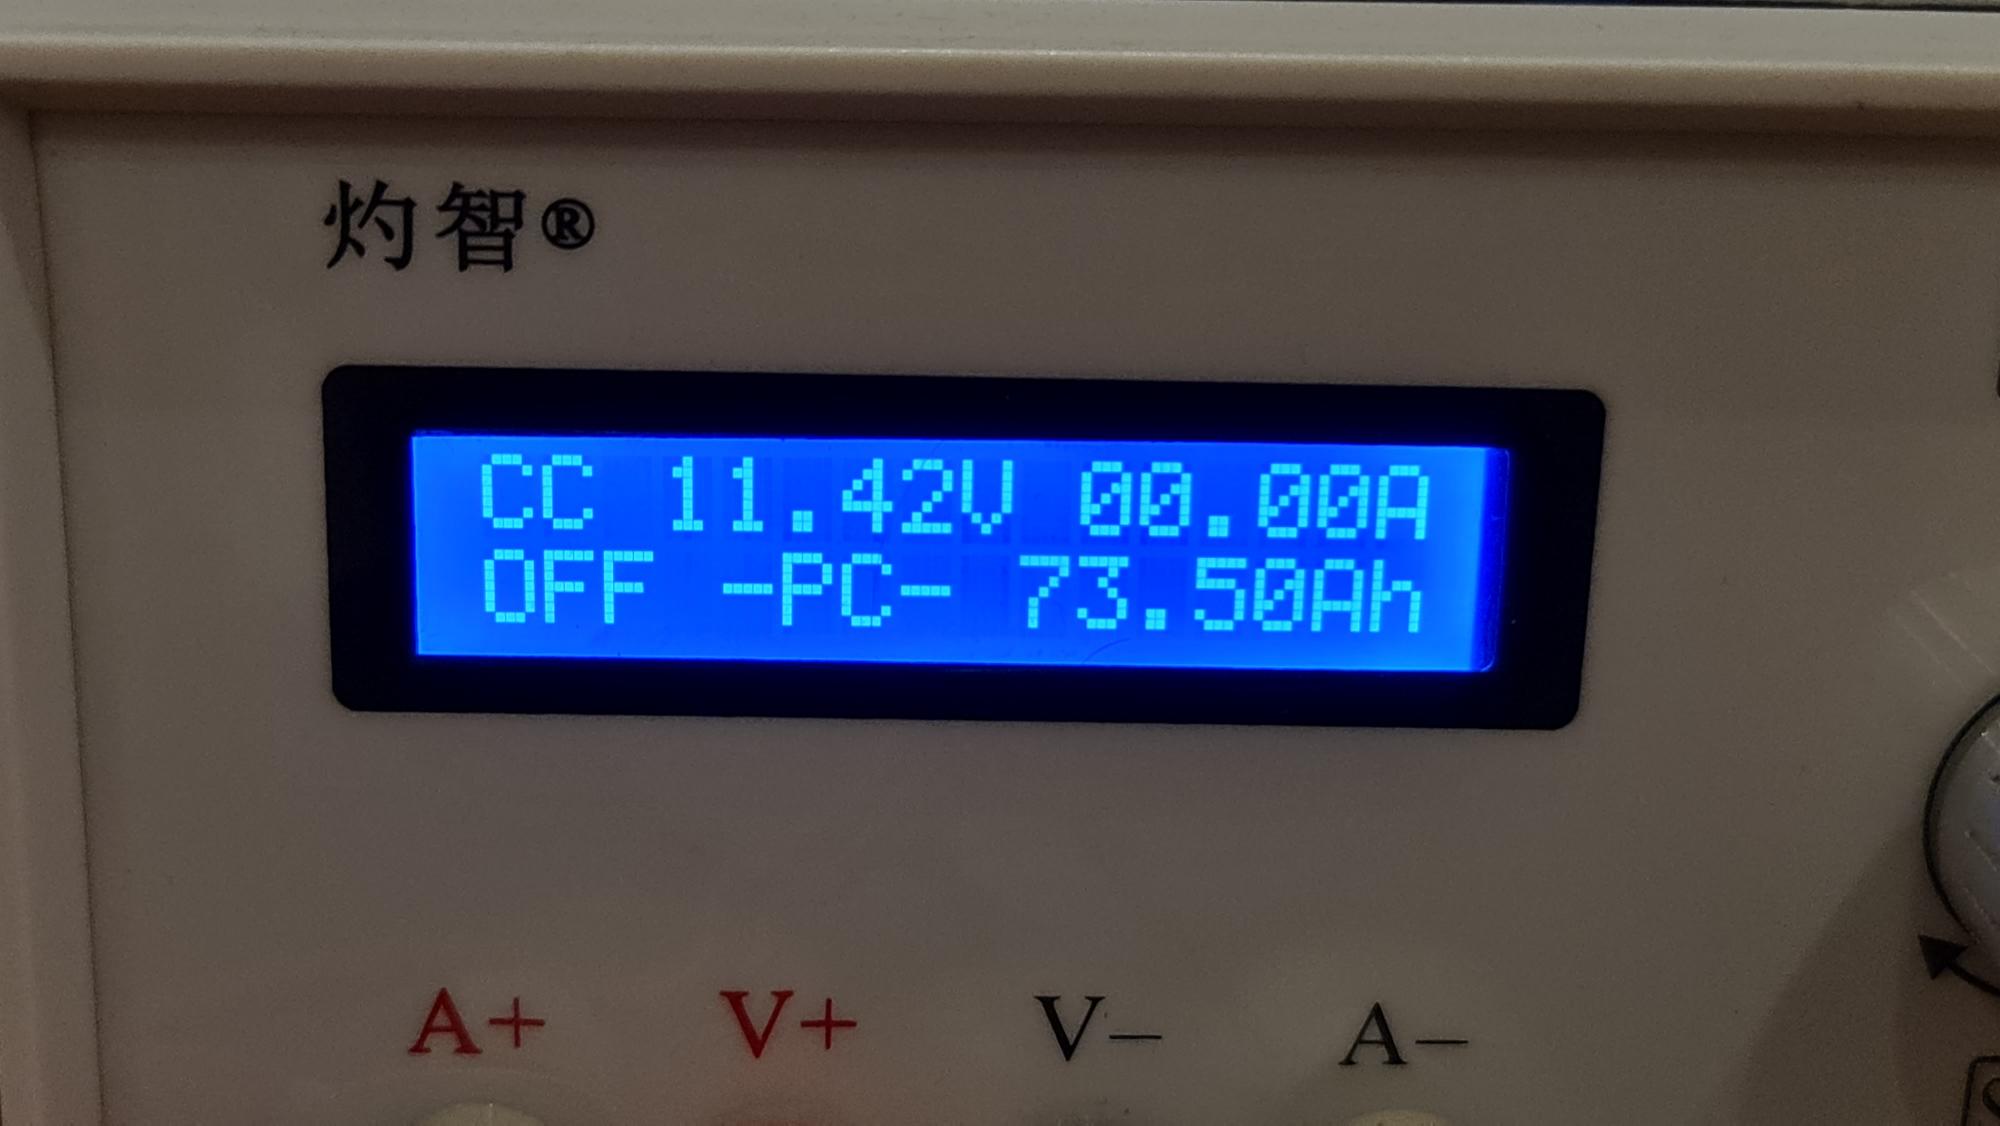 灼智®
CC 11.42V 00.00A
OFF -PC- 73.50Ah
A+ V+ V- A-